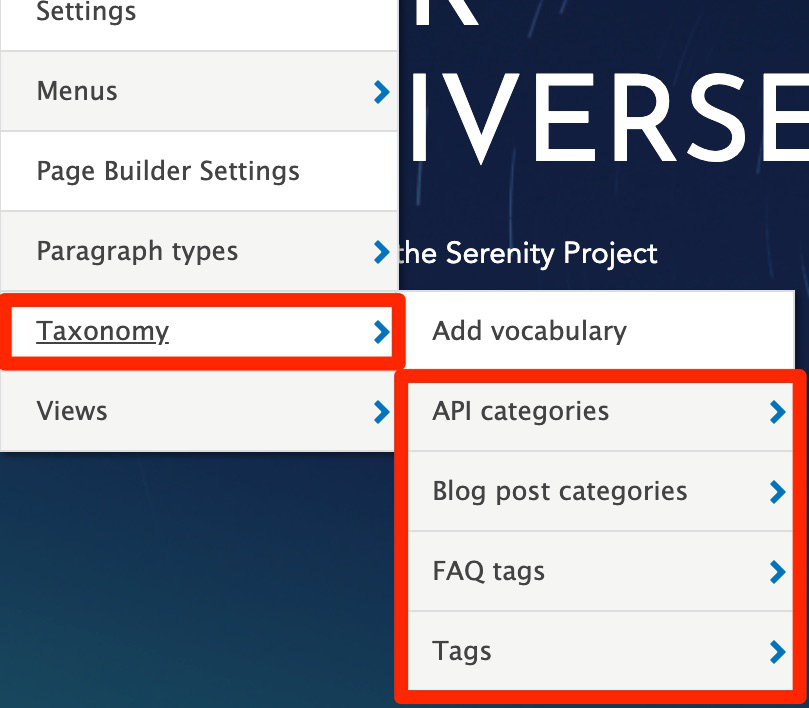 Settings
Menus
Page Builder Settings
Paragraph types
Taxonomy
Views
IVERSE
the Serenity Project
Add vocabulary
API categories
Blog post categories
FAQ tags
Tags